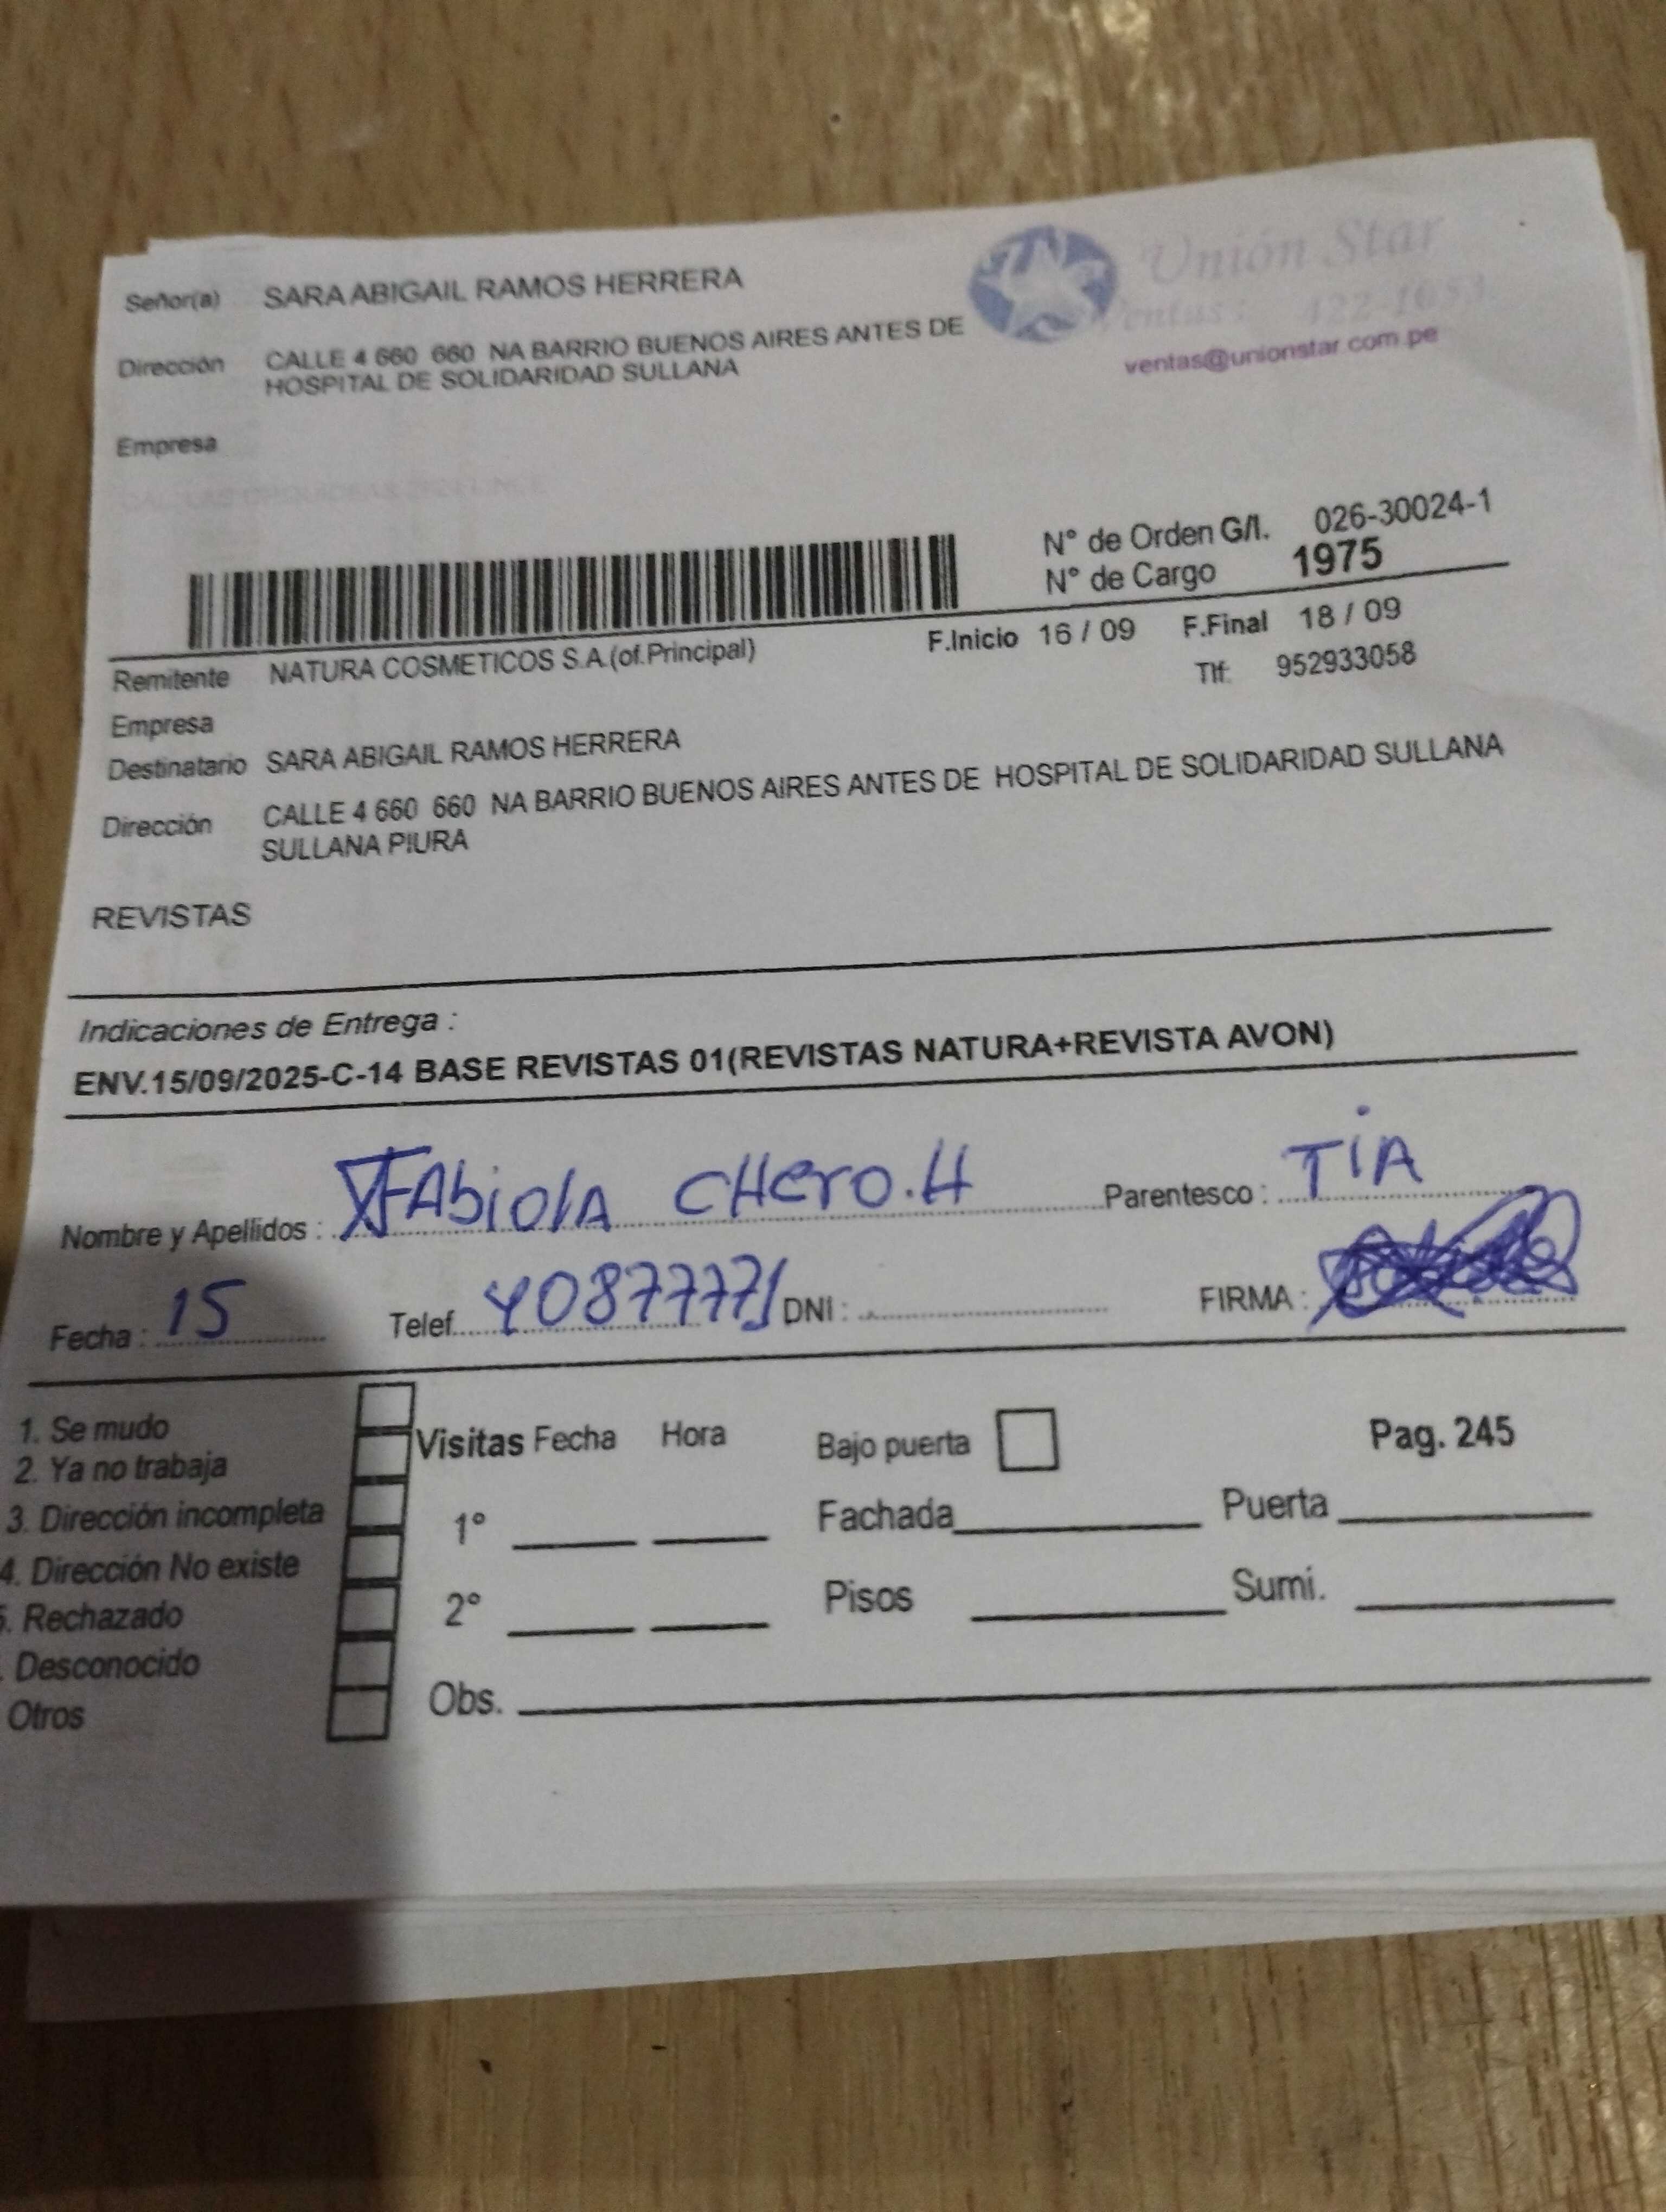 Señor(a) SARA ABIGAIL RAMOS HERRERA
Unión Star
Ventas : 422-1653
ventas@unionstar.com.pe
Dirección CALLE 4 660 660 NA BARRIO BUENOS AIRES ANTES DE
HOSPITAL DE SOLIDARIDAD SULLANA
Empresa
N° de Orden G/I. 026-30024-1
N° de Cargo 1975
F.Inicio 16 / 09 F.Final 18 / 09
Remitente NATURA COSMETICOS S.A.(of.Principal)
Tlf: 952933058
Empresa
Destinatario SARA ABIGAIL RAMOS HERRERA
Dirección CALLE 4 660 660 NA BARRIO BUENOS AIRES ANTES DE HOSPITAL DE SOLIDARIDAD SULLANA
SULLANA PIURA
REVISTAS
Indicaciones de Entrega :
ENV.15/09/2025-C-14 BASE REVISTAS 01(REVISTAS NATURA+REVISTA AVON)
Nombre y Apellidos : FAbiolA CHero.H Parentesco : TiA
Fecha : 15 Telef. 40877771 DNI : FIRMA :
1. Se mudo
2. Ya no trabaja
3. Dirección incompleta
4. Dirección No existe
. Rechazado
. Desconocido
Otros
Visitas Fecha Hora Bajo puerta Pag. 245
1° Fachada Puerta
2° Pisos Sumi.
Obs.